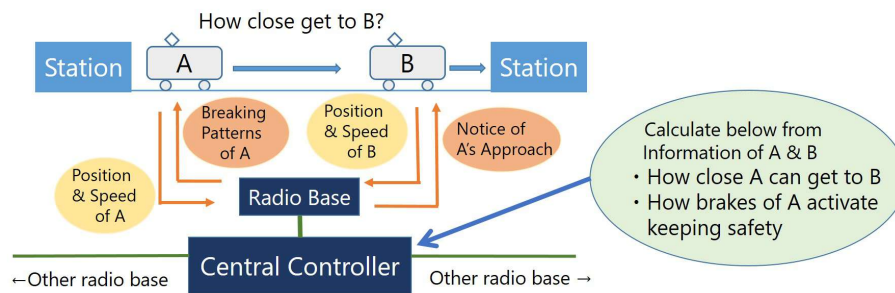 How close get to B?
Station
A
B
Station
Breaking
Patterns
of A
Position
& Speed
of B
Notice of
A's Approach
Position
& Speed
of A
Radio Base
Calculate below from
Information of A & B
・How close A can get to B
・How brakes of A activate
keeping safety
Central Controller
←Other radio base
Other radio base →